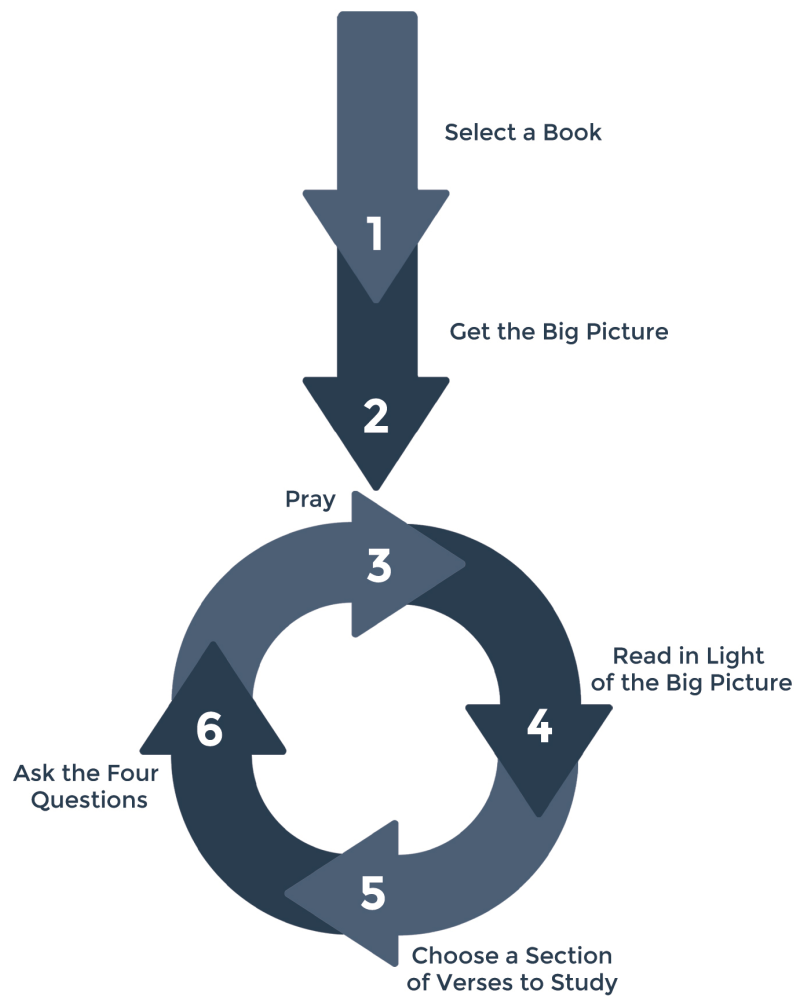 Select a Book
1
Get the Big Picture
2
Pray
3
Read in Light
of the Big Picture
4
5
Choose a Section
of Verses to Study
6
Ask the Four
Questions